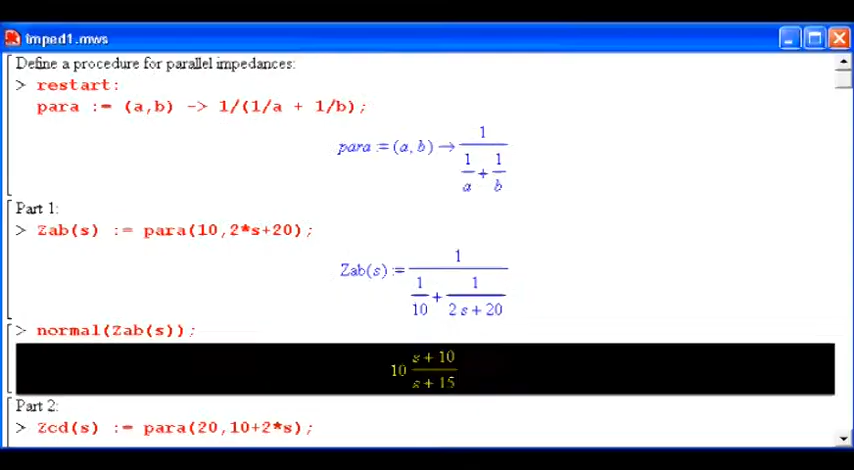 imped1.mws
Define a procedure for parallel impedances:
> restart:
para := (a,b) -> 1/(1/a + 1/b);
para := (a, b) → 1/(1/a + 1/b)
Part 1:
> Zab(s) := para(10,2*s+20);
Zab(s) := 1/(1/10 + 1/(2 s + 20))
> normal(Zab(s));
10 (s + 10)/(s + 15)
Part 2:
> Zcd(s) := para(20,10+2*s);